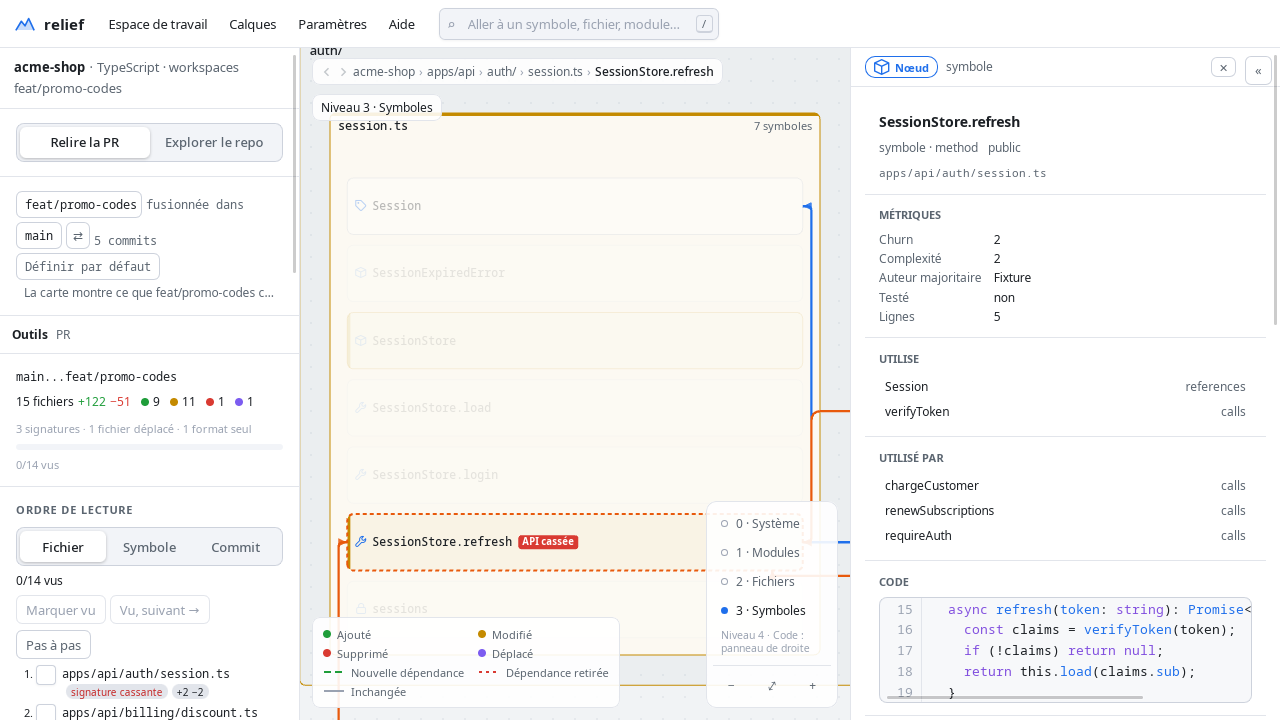 relief
Espace de travail
Calques
Paramètres
Aide
Aller à un symbole, fichier, module...
/
acme-shop · TypeScript · workspaces
feat/promo-codes
Relire la PR
Explorer le repo
feat/promo-codes fusionnée dans
main ⇄ 5 commits
Définir par défaut
La carte montre ce que feat/promo-codes c...
Outils PR
main...feat/promo-codes
15 fichiers +122 −51 9 11 1 1
3 signatures · 1 fichier déplacé · 1 format seul
0/14 vus
ORDRE DE LECTURE
Fichier
Symbole
Commit
0/14 vus
Marquer vu
Vu, suivant →
Pas à pas
1. apps/api/auth/session.ts
signature cassante +2 −2
2. apps/api/billing/discount.ts
auth/
acme-shop › apps/api › auth/ › session.ts › SessionStore.refresh
Niveau 3 · Symboles
session.ts
7 symboles
Session
SessionExpiredError
SessionStore
SessionStore.load
SessionStore.login
SessionStore.refresh API cassée
sessions
Ajouté
Modifié
Supprimé
Déplacé
Nouvelle dépendance
Dépendance retirée
Inchangée
0 · Système
1 · Modules
2 · Fichiers
3 · Symboles
Niveau 4 · Code :
panneau de droite
− ⤢ +
Nœud symbole
×
«
SessionStore.refresh
symbole · method public
apps/api/auth/session.ts
MÉTRIQUES
Churn 2
Complexité 2
Auteur majoritaire Fixture
Testé non
Lignes 5
UTILISE
Session references
verifyToken calls
UTILISÉ PAR
chargeCustomer calls
renewSubscriptions calls
requireAuth calls
CODE
15 async refresh(token: string): Promise<
16 const claims = verifyToken(token);
17 if (!claims) return null;
18 return this.load(claims.sub);
19 }